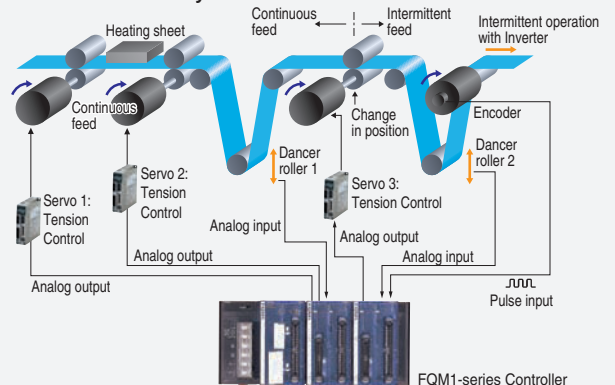 Heating sheet
Continuous
feed
Intermittent
feed
Intermittent operation
with Inverter
Continuous
feed
Change
in position
Encoder
Dancer
roller 1
Dancer
roller 2
Servo 1:
Tension
Control
Servo 2:
Tension
Control
Servo 3:
Tension Control
Analog input
Analog output
Analog input
Analog output
Analog output
Pulse input
FQM1-series Controller